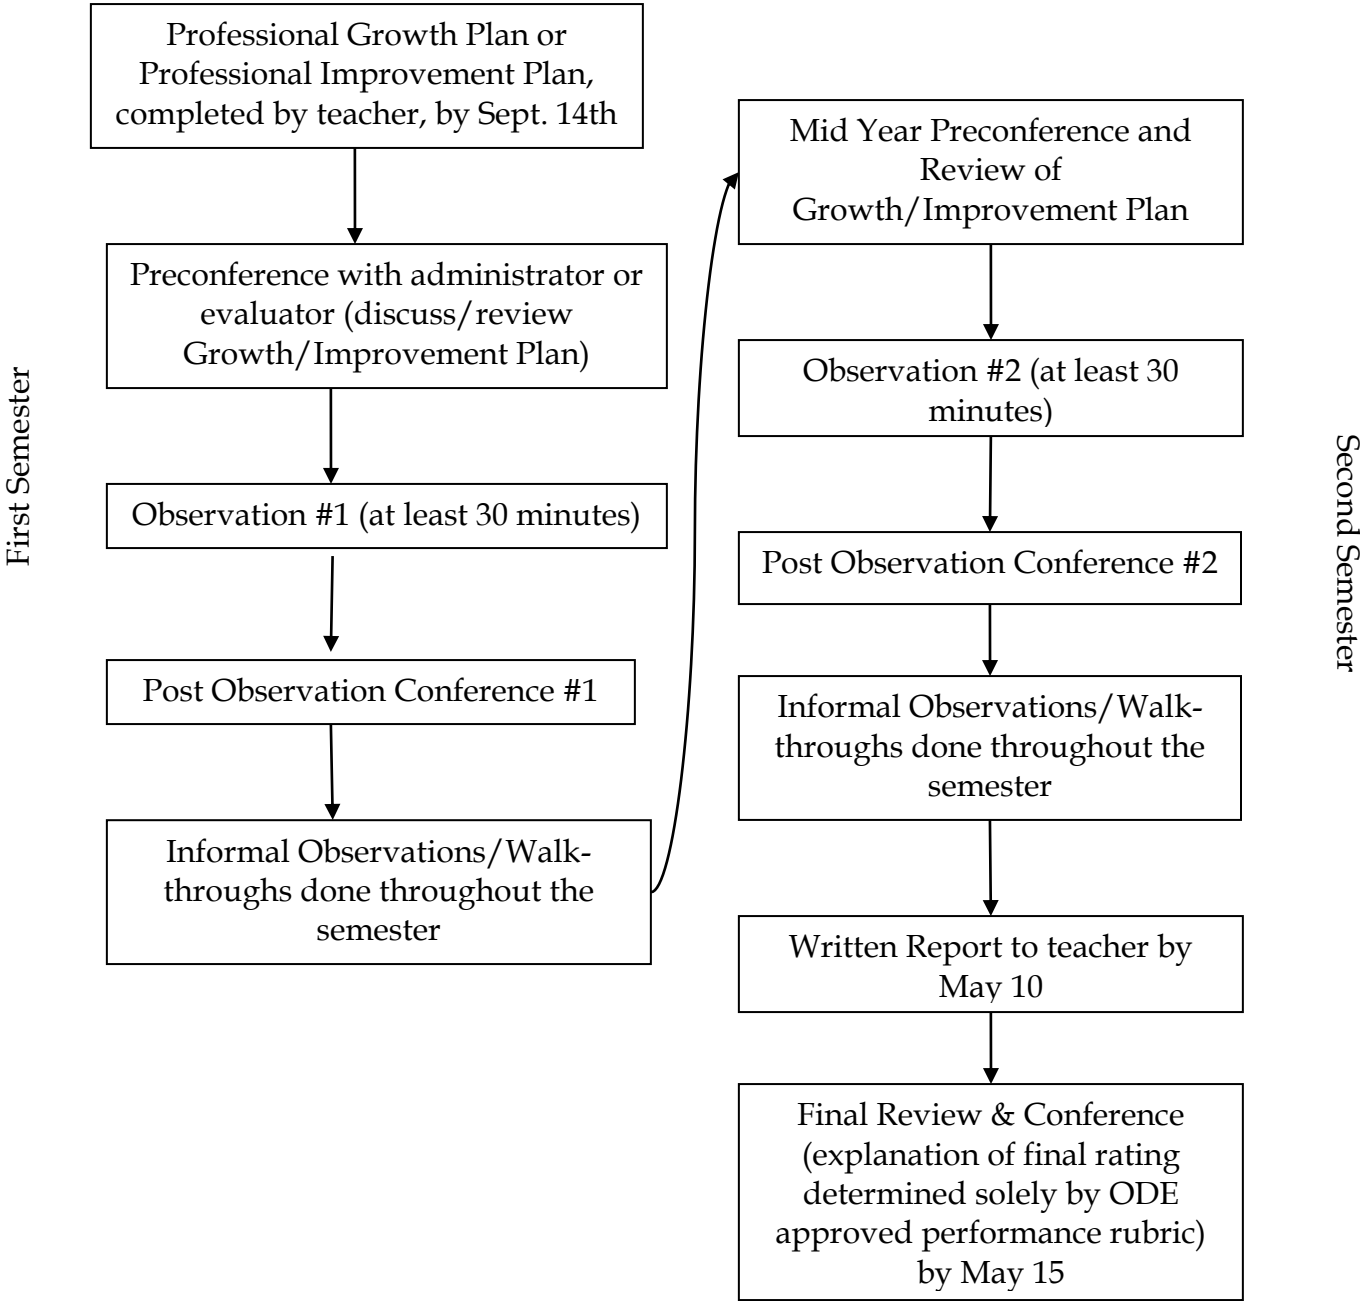 First Semester
Professional Growth Plan or
Professional Improvement Plan,
completed by teacher, by Sept. 14th
Preconference with administrator or
evaluator (discuss/review
Growth/Improvement Plan)
Observation #1 (at least 30 minutes)
Post Observation Conference #1
Informal Observations/Walk-
throughs done throughout the
semester
Mid Year Preconference and
Review of
Growth/Improvement Plan
Observation #2 (at least 30
minutes)
Post Observation Conference #2
Informal Observations/Walk-
throughs done throughout the
semester
Written Report to teacher by
May 10
Final Review & Conference
(explanation of final rating
determined solely by ODE
approved performance rubric)
by May 15
Second Semester